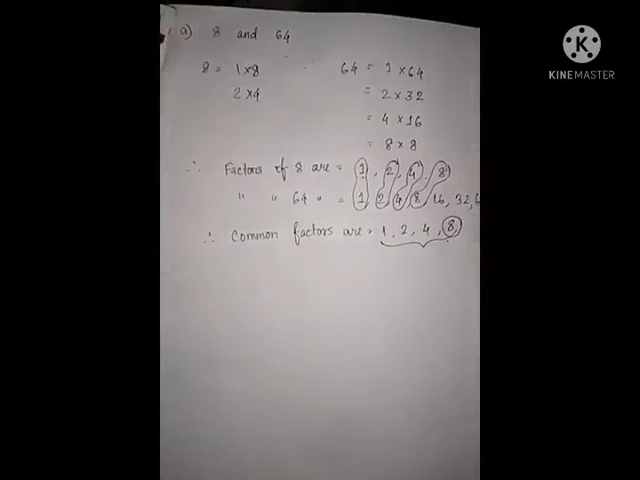 a) 8 and 64
8 = 1 x 8 64 = 1 x 64
2 x 4 = 2 x 32
= 4 x 16
= 8 x 8
∴ Factors of 8 are = 1, 2, 4, 8
" " 64 " = 1, 2, 4, 8, 16, 32,
∴ Common factors are, 1, 2, 4, 8,
KINEMASTER